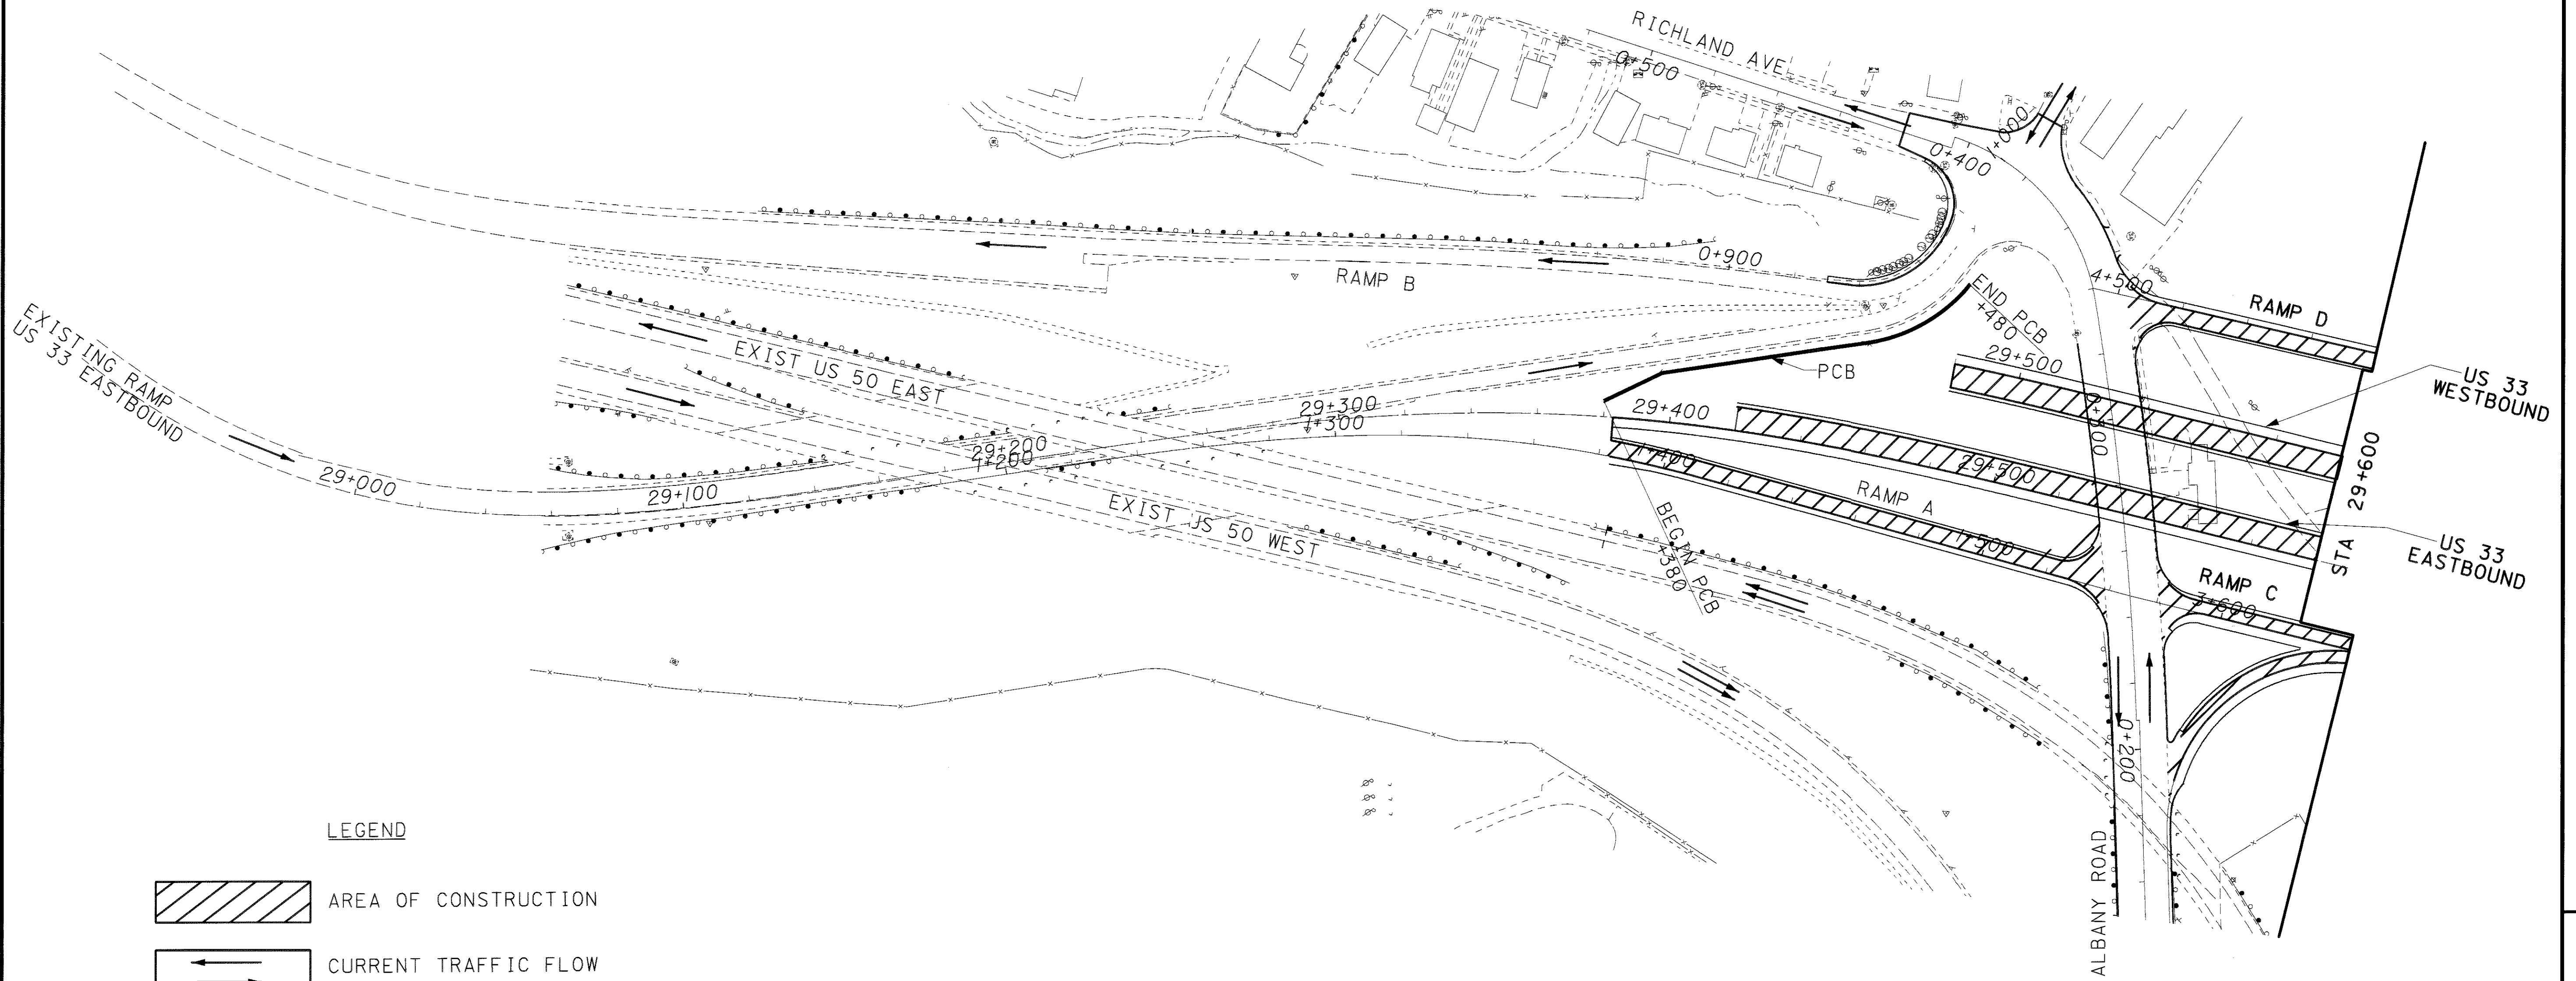 RICHLAND AVE
0+500
1+000
0+400
0+900
RAMP B
4+500
RAMP D
END PCB
+480
29+500
PCB
US 33
WESTBOUND
EXISTING RAMP
US 33 EASTBOUND
EXIST US 50 EAST
29+000
29+100
29+200
1+200
29+300
1+300
29+400
1+400
29+500
0+300
RAMP A
1+500
STA 29+600
US 33
EASTBOUND
RAMP C
3+600
EXIST US 50 WEST
BEGIN PCB
+380
0+200
ALBANY ROAD
LEGEND
AREA OF CONSTRUCTION
CURRENT TRAFFIC FLOW